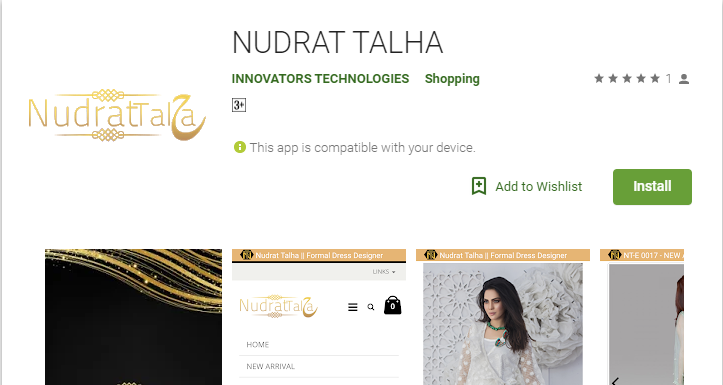 NUDRAT TALHA
NudratTalha
INNOVATORS TECHNOLOGIES Shopping 1
3+
This app is compatible with your device.
Add to Wishlist Install
Nudrat Talha || Formal Dress Designer
LINKS
NudratTalha
0
HOME
NEW ARRIVAL
Nudrat Talha || Formal Dress Designer
NT-E 0017 - NEW A